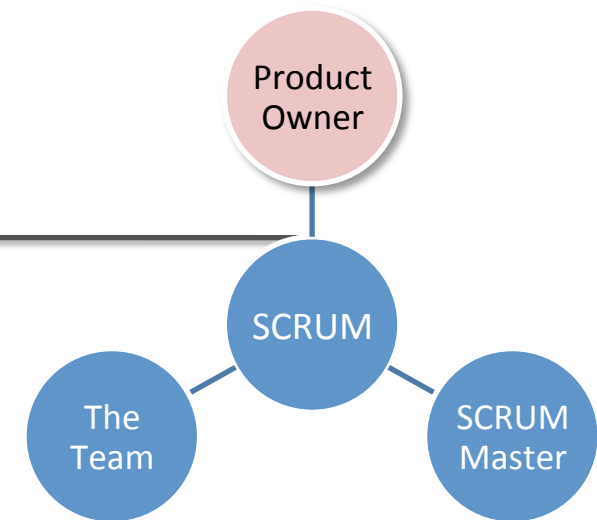 Product
Owner
SCRUM
The
Team
SCRUM
Master